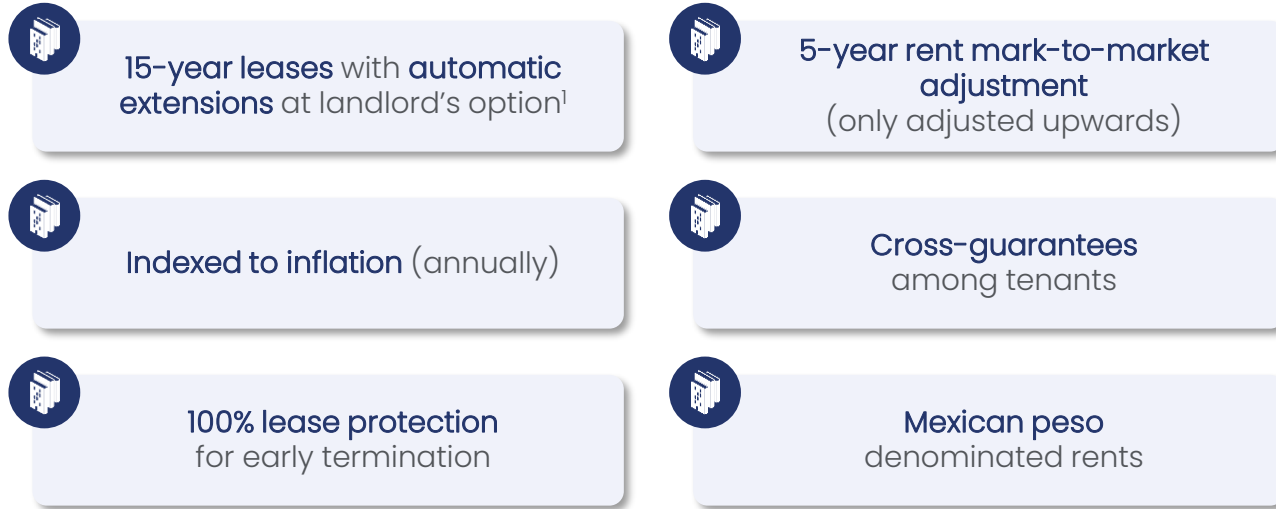 15-year leases with automatic
extensions at landlord’s option¹
5-year rent mark-to-market
adjustment
(only adjusted upwards)
Indexed to inflation (annually)
Cross-guarantees
among tenants
100% lease protection
for early termination
Mexican peso
denominated rents